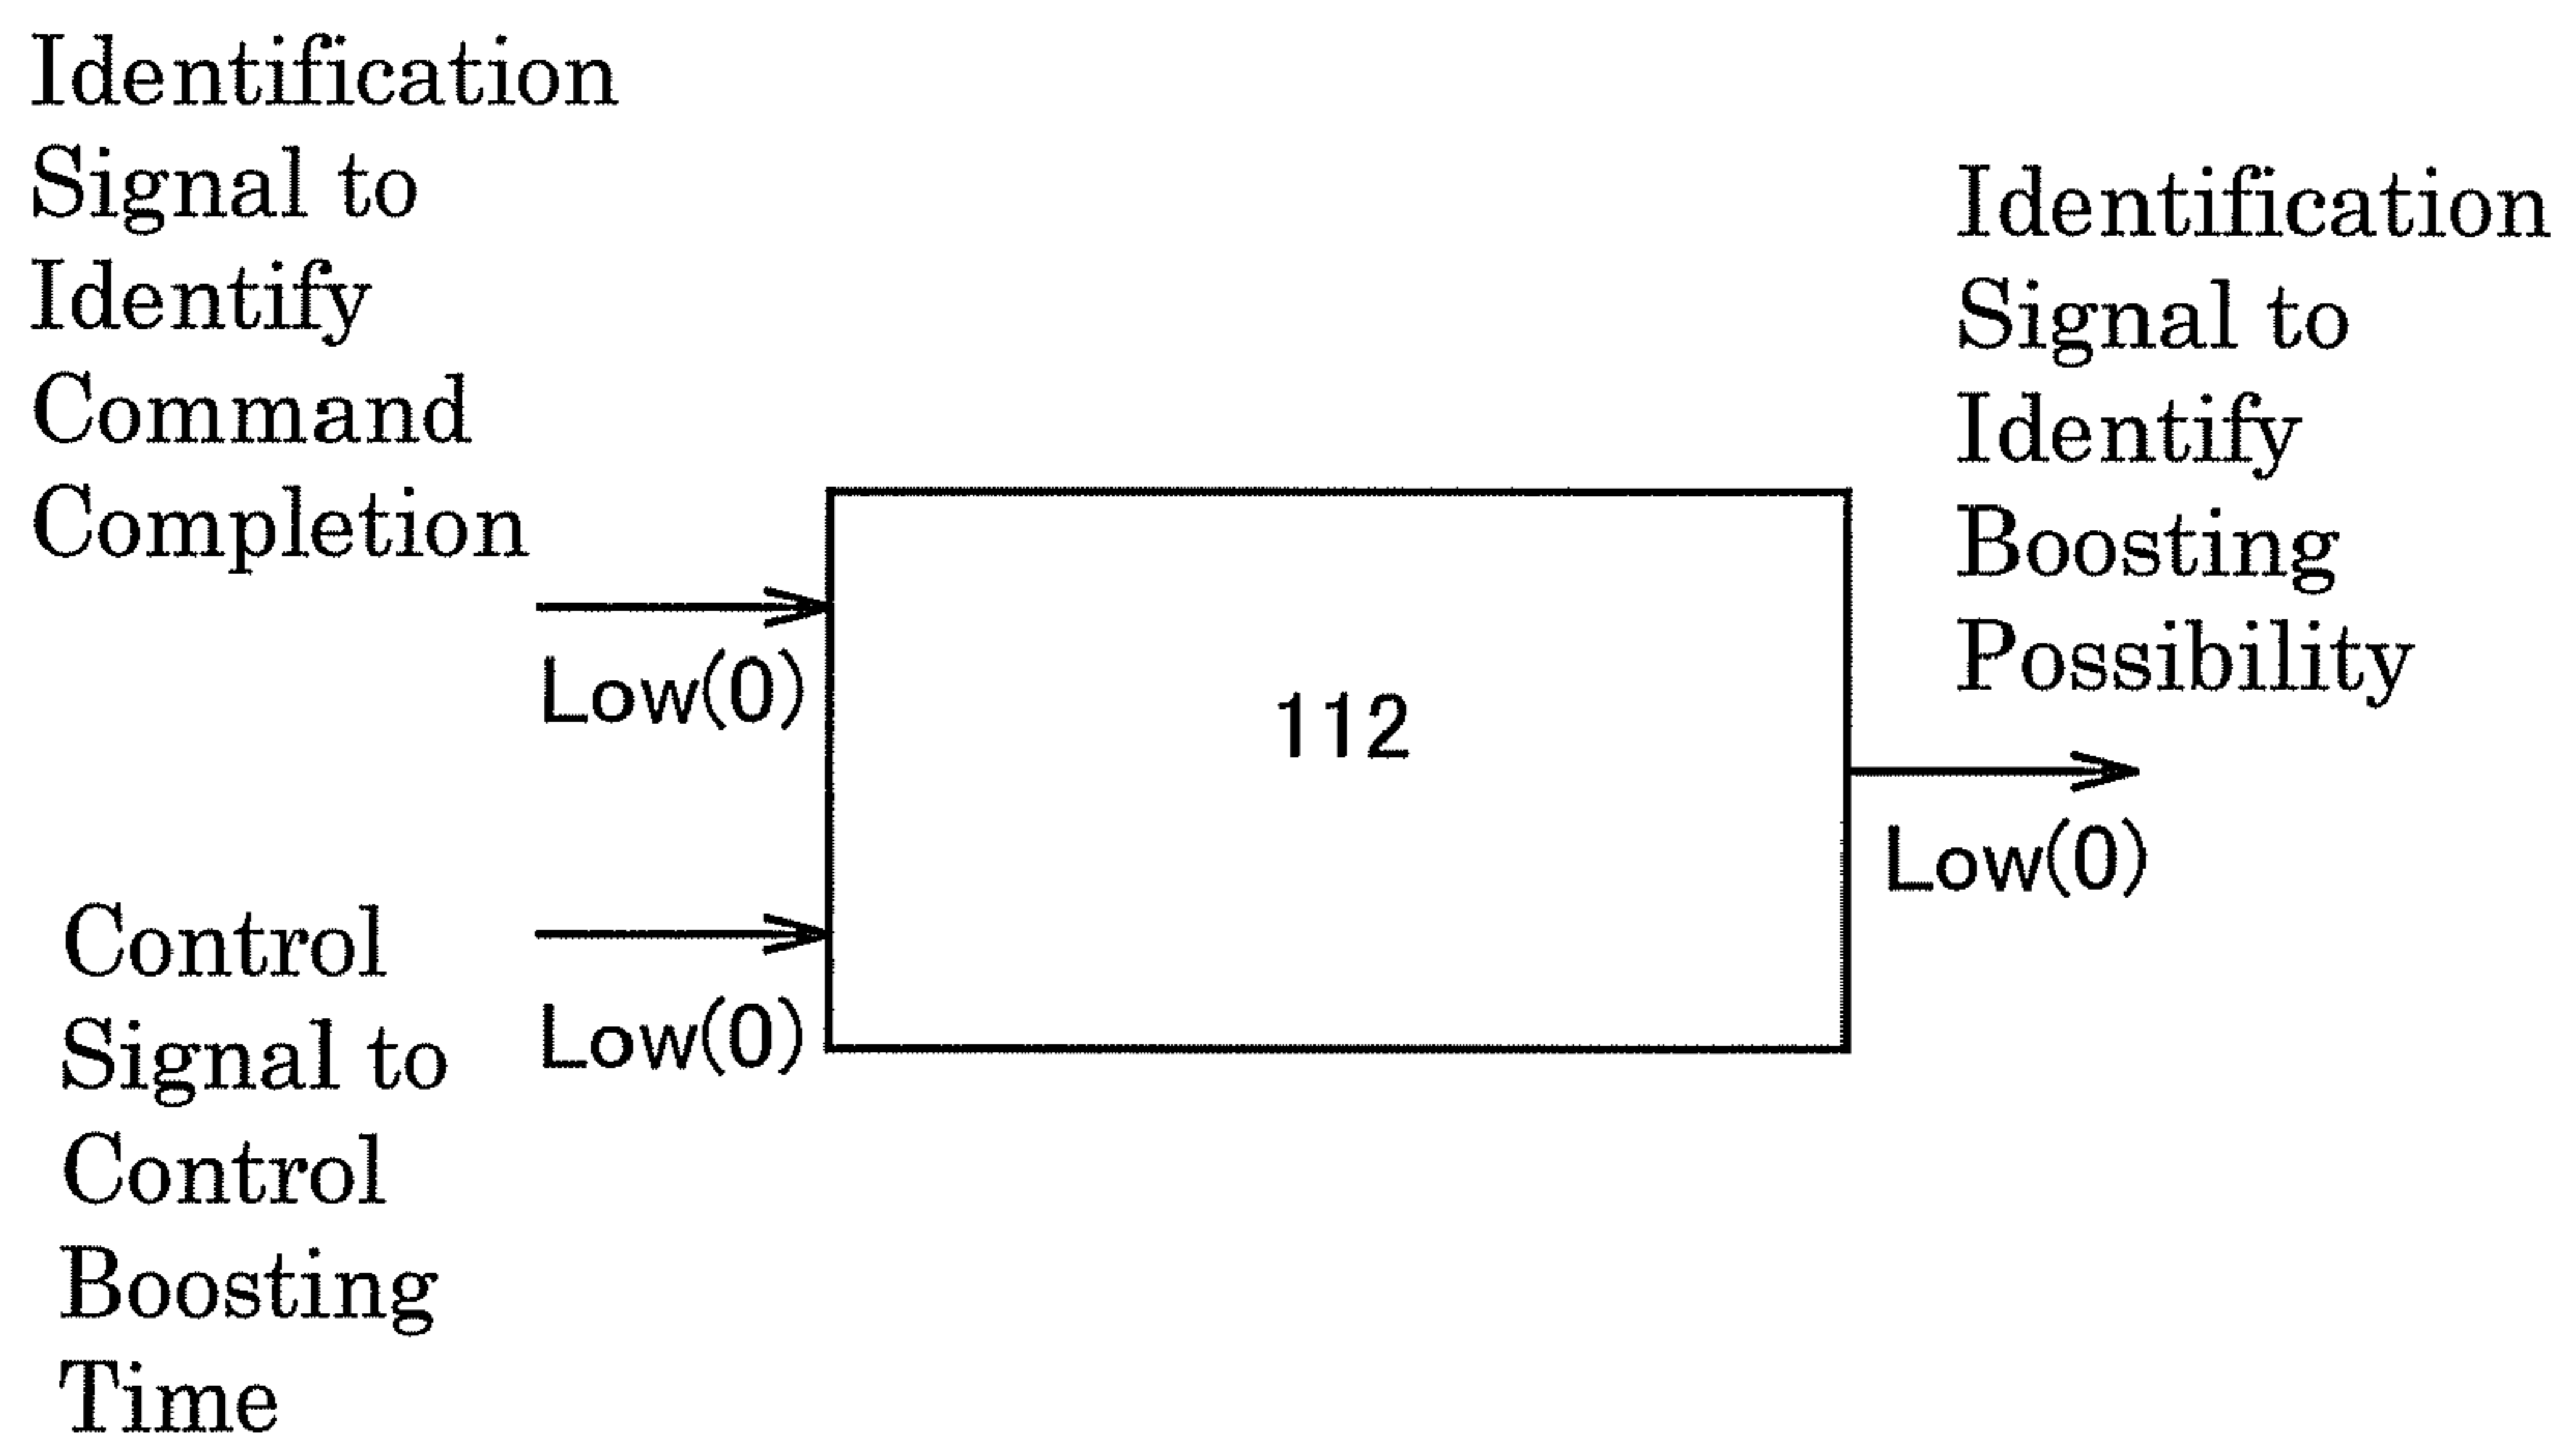 Identification
Signal to
Identify
Command
Completion
Low(0)
Control
Signal to
Control
Boosting
Time
Low(0)
112
Identification
Signal to
Identify
Boosting
Possibility
Low(0)